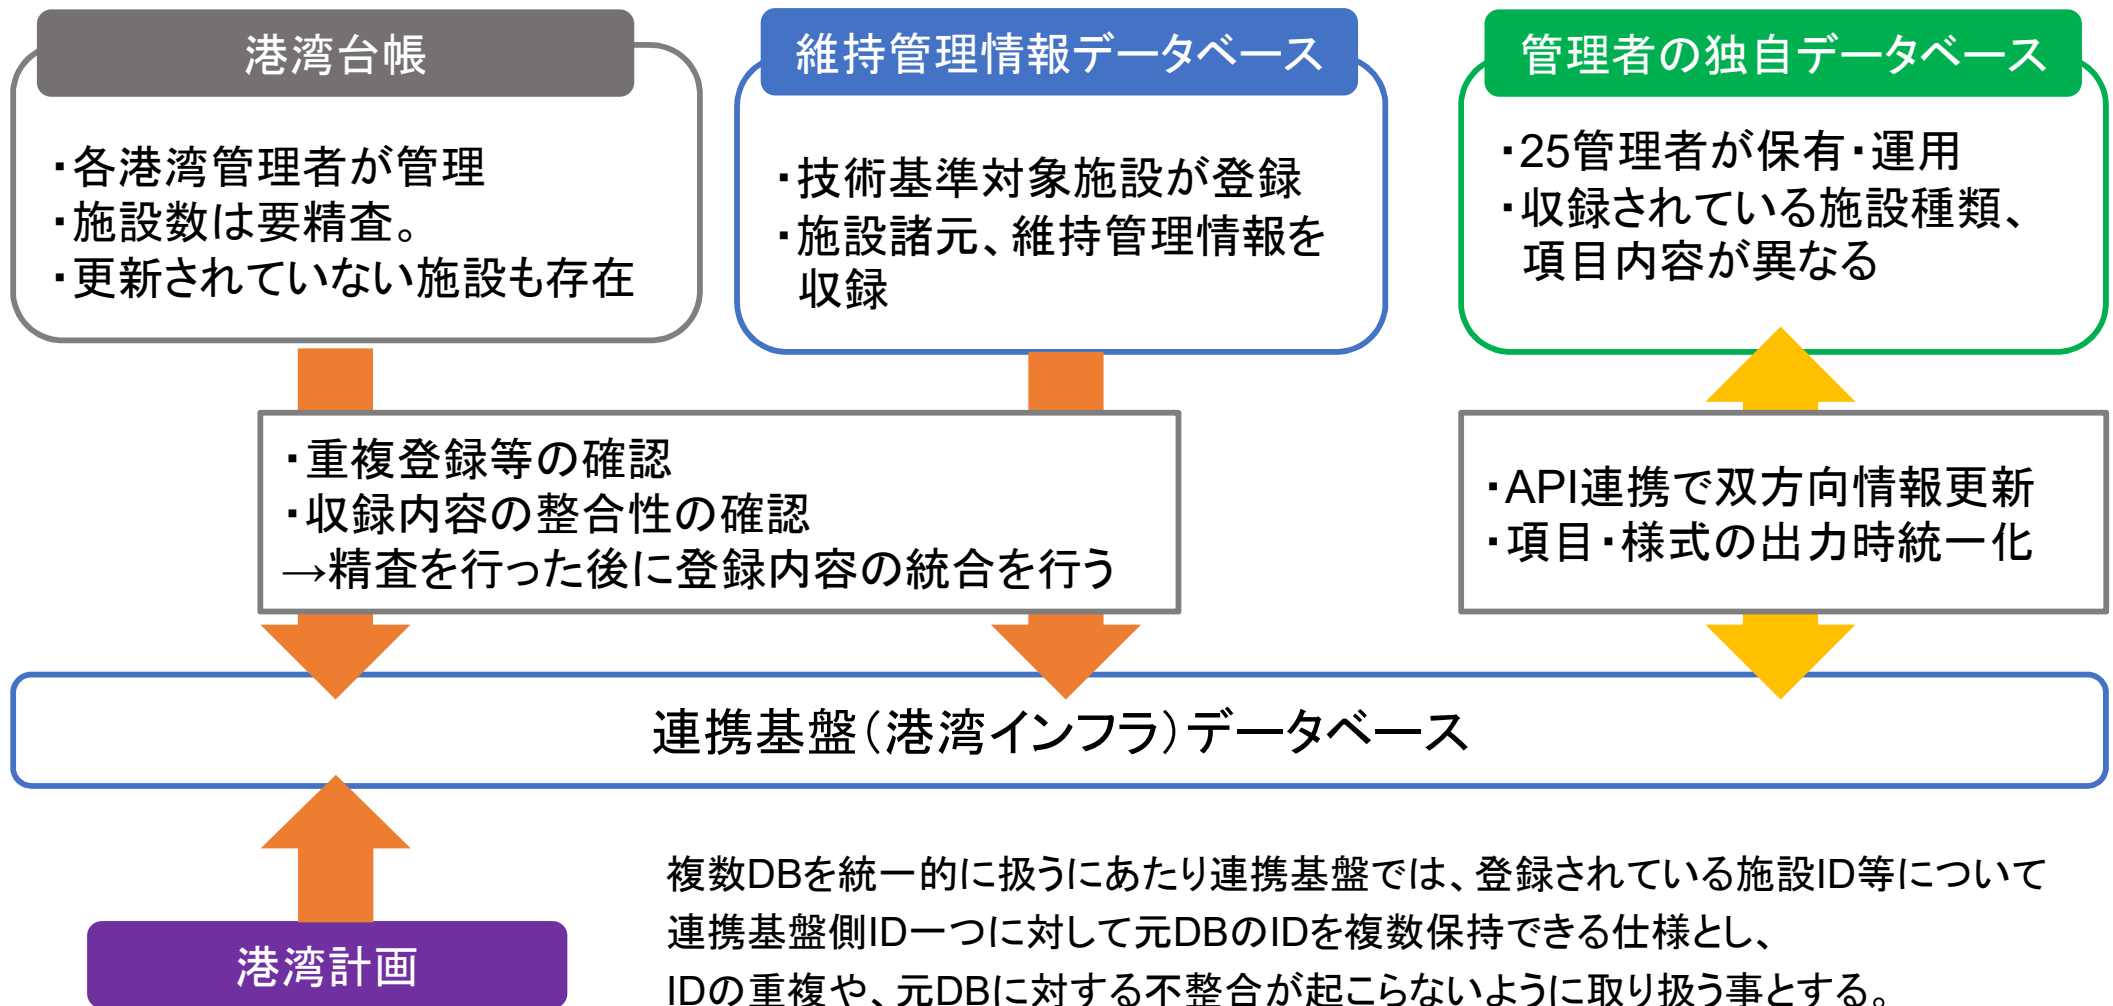 港湾台帳
・各港湾管理者が管理
・施設数は要精査。
・更新されていない施設も存在
維持管理情報データベース
・技術基準対象施設が登録
・施設諸元、維持管理情報を
収録
管理者の独自データベース
・25管理者が保有・運用
・収録されている施設種類、
項目内容が異なる
・重複登録等の確認
・収録内容の整合性の確認
→精査を行った後に登録内容の統合を行う
・API連携で双方向情報更新
・項目・様式の出力時統一化
連携基盤（港湾インフラ）データベース
港湾計画
複数DBを統一的に扱うにあたり連携基盤では、登録されている施設ID等について
連携基盤側ID一つに対して元DBのIDを複数保持できる仕様とし、
IDの重複や、元DBに対する不整合が起こらないように取り扱う事とする。